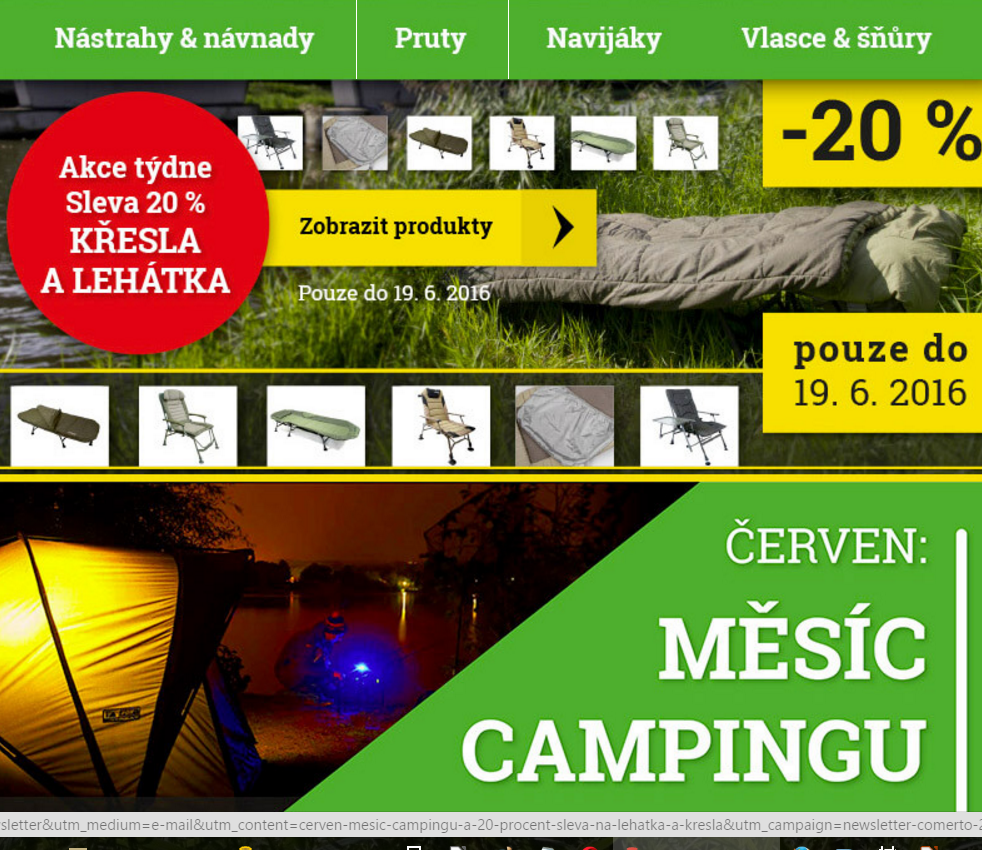 Nástrahy & návnady
Pruty
Navijáky
Vlasce & šňůry
-20 %
Akce týdne
Sleva 20 %
KŘESLA
A LEHÁTKA
Zobrazit produkty
Pouze do 19. 6. 2016
pouze do
19. 6. 2016
ČERVEN:
MĚSÍC
CAMPINGU
sletter&utm_medium=e-mail&utm_content=cerven-mesic-campingu-a-20-procent-sleva-na-lehatka-a-kresla&utm_campaign=newsletter-comerto-2